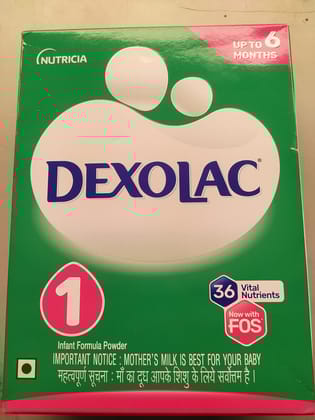 NUTRICIA
UP TO 6
MONTHS
DEXOLAC®
1
36 Vital
Nutrients
Now with
FOS
Infant Formula Powder
IMPORTANT NOTICE : MOTHER'S MILK IS BEST FOR YOUR BABY
महत्वपूर्ण सूचना : माँ का दूध आपके शिशु के लिये सर्वोत्तम है।